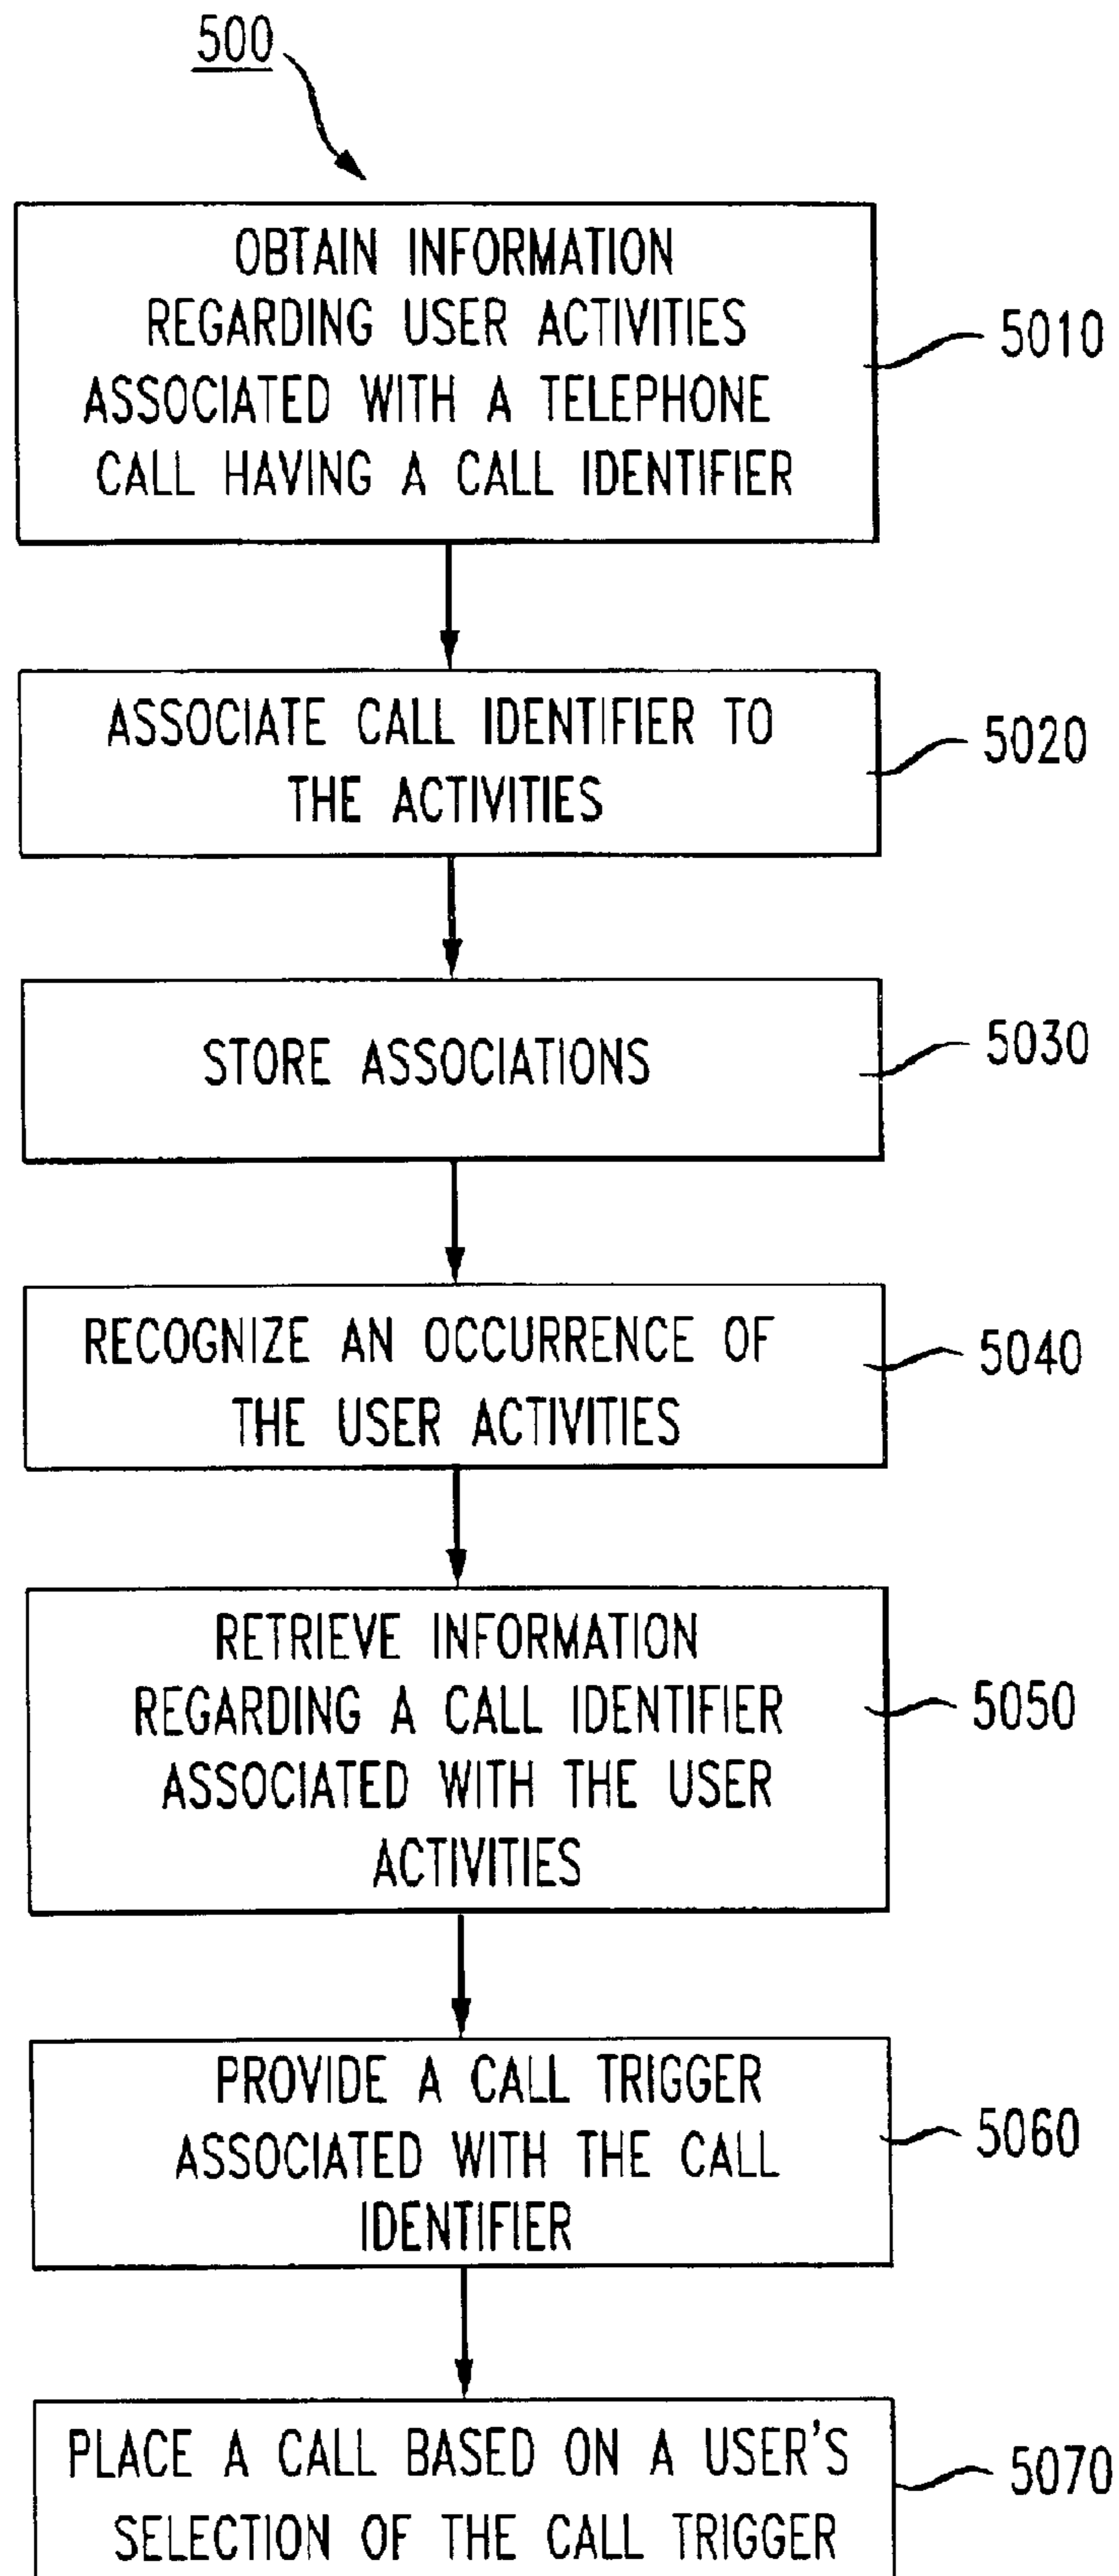 500
OBTAIN INFORMATION
REGARDING USER ACTIVITIES
ASSOCIATED WITH A TELEPHONE
CALL HAVING A CALL IDENTIFIER
5010
ASSOCIATE CALL IDENTIFIER TO
THE ACTIVITIES
5020
STORE ASSOCIATIONS
5030
RECOGNIZE AN OCCURRENCE OF
THE USER ACTIVITIES
5040
RETRIEVE INFORMATION
REGARDING A CALL IDENTIFIER
ASSOCIATED WITH THE USER
ACTIVITIES
5050
PROVIDE A CALL TRIGGER
ASSOCIATED WITH THE CALL
IDENTIFIER
5060
PLACE A CALL BASED ON A USER'S
SELECTION OF THE CALL TRIGGER
5070